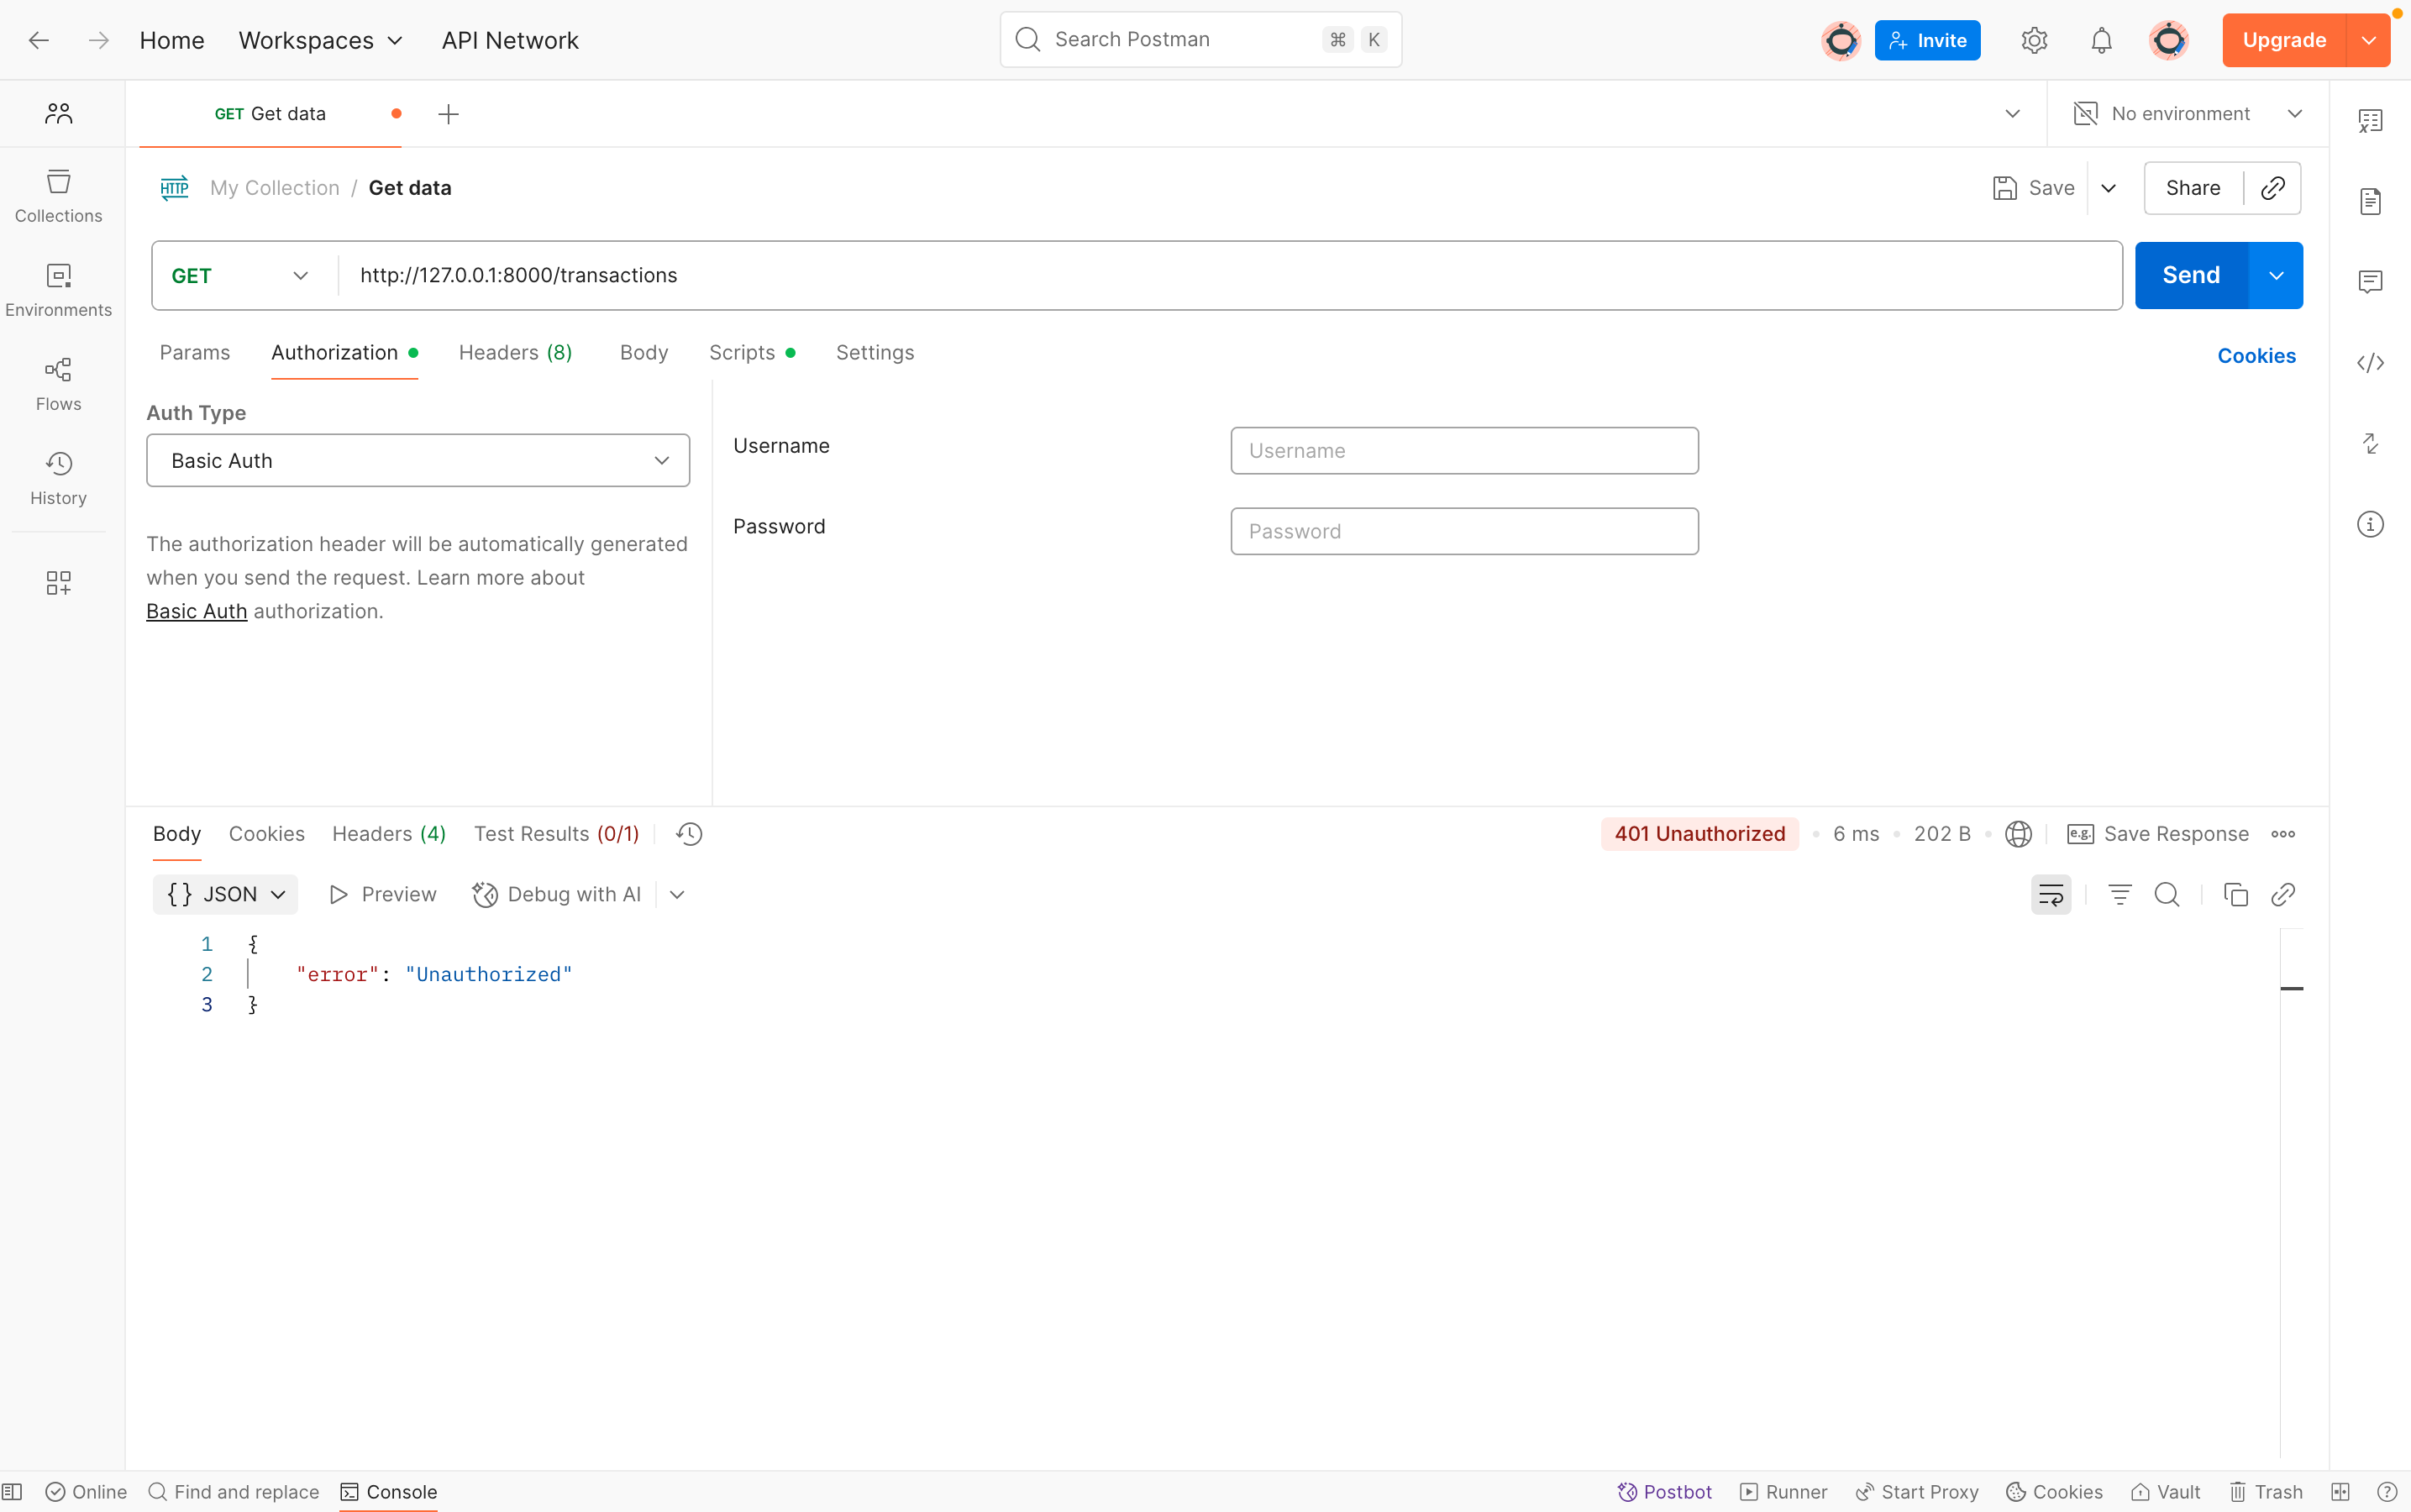 Home Workspaces API Network Search Postman ⌘ K Invite Upgrade
GET Get data No environment
HTTP My Collection / Get data Save Share
GET http://127.0.0.1:8000/transactions Send
Params Authorization Headers (8) Body Scripts Settings Cookies
Collections
Environments
Flows
History
Auth Type
Basic Auth
The authorization header will be automatically generated
when you send the request. Learn more about
Basic Auth authorization.
Username Username
Password Password
Body Cookies Headers (4) Test Results (0/1) 401 Unauthorized • 6 ms • 202 B • e.g. Save Response
{} JSON Preview Debug with AI
1 {
2 "error": "Unauthorized"
3 }
Online Find and replace Console Postbot Runner Start Proxy Cookies Vault Trash